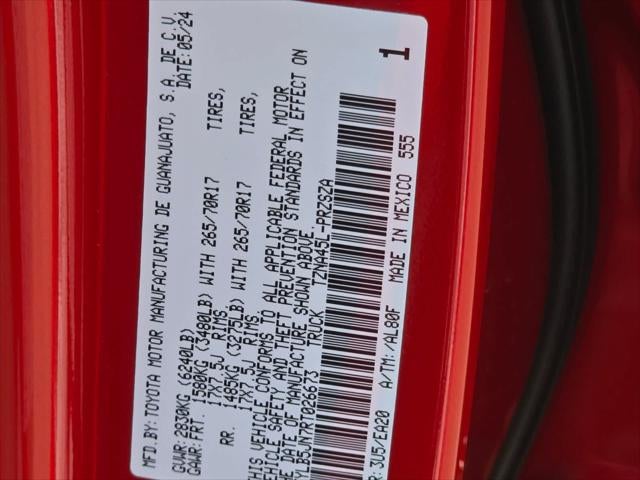 MFD.BY: TOYOTA MOTOR MANUFACTURING DE GUANAJUATO, S.A. DE C.V.
DATE: 05/24
GVWR: 2830KG (6240LB)
GAWR: FRT. 1580KG (3480LB) WITH 265/70R17 TIRES,
17X7.5J RIMS
RR. 1485KG (3275LB) WITH 265/70R17 TIRES,
17X7.5J RIMS
THIS VEHICLE CONFORMS TO ALL APPLICABLE FEDERAL MOTOR
VEHICLE SAFETY AND THEFT PREVENTION STANDARDS IN EFFECT ON
THE DATE OF MANUFACTURE SHOWN ABOVE.
YLB5JN7RT026673 TRUCK TZNA45L-PRZSZA
R: 3U5/EA20 A/TM: /AL80F MADE IN MEXICO 555
1